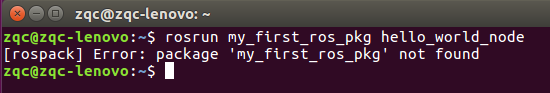 zqc@zqc-lenovo: ~
zqc@zqc-lenovo:~$ rosrun my_first_ros_pkg hello_world_node
[rospack] Error: package 'my_first_ros_pkg' not found
zqc@zqc-lenovo:~$